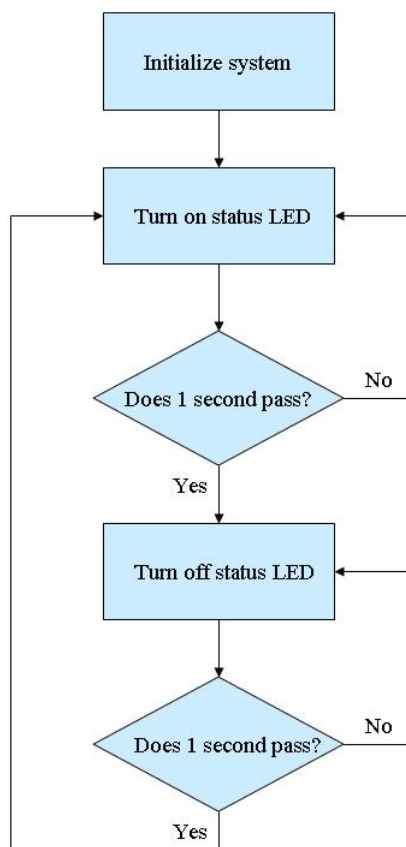 Initialize system
Turn on status LED
Does 1 second pass?
No
Yes
Turn off status LED
Does 1 second pass?
No
Yes